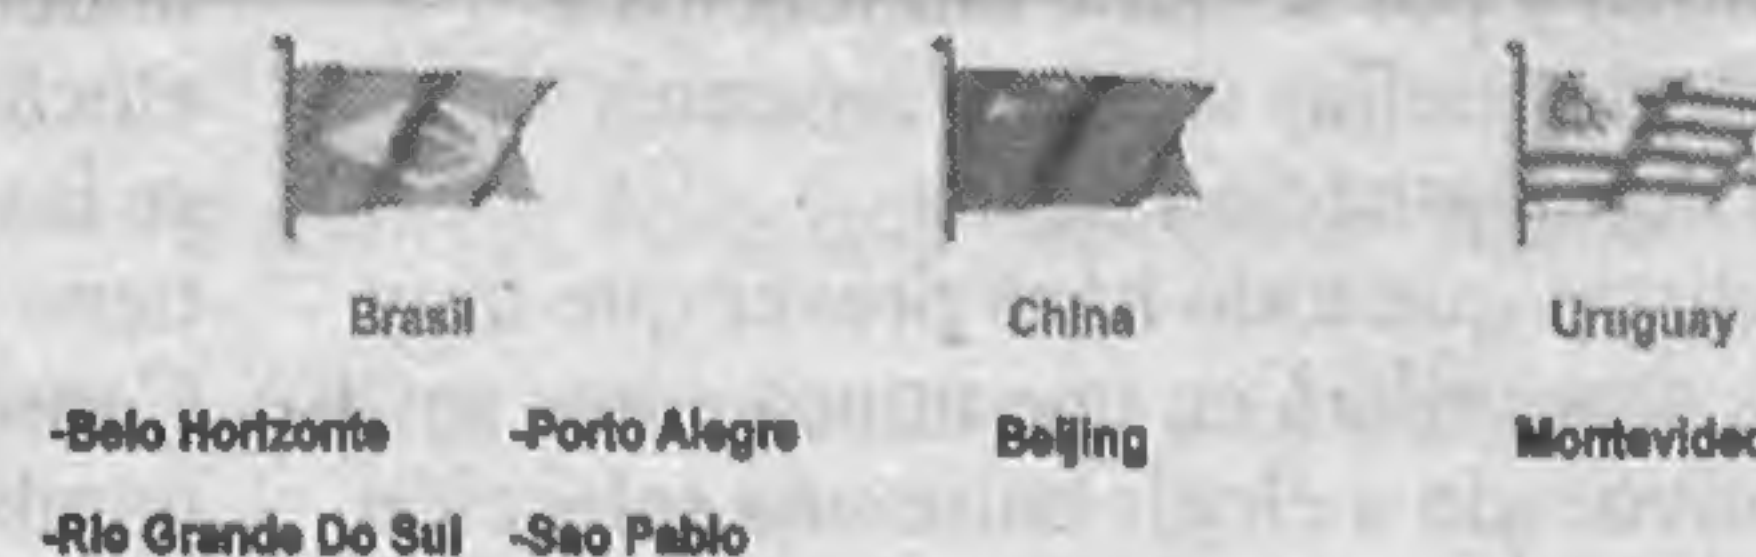 Brasil China Uruguay
-Belo Horizonte -Porto Alegre Beijing Montevideo
-Rio Grande Do Sul -Sao Pablo